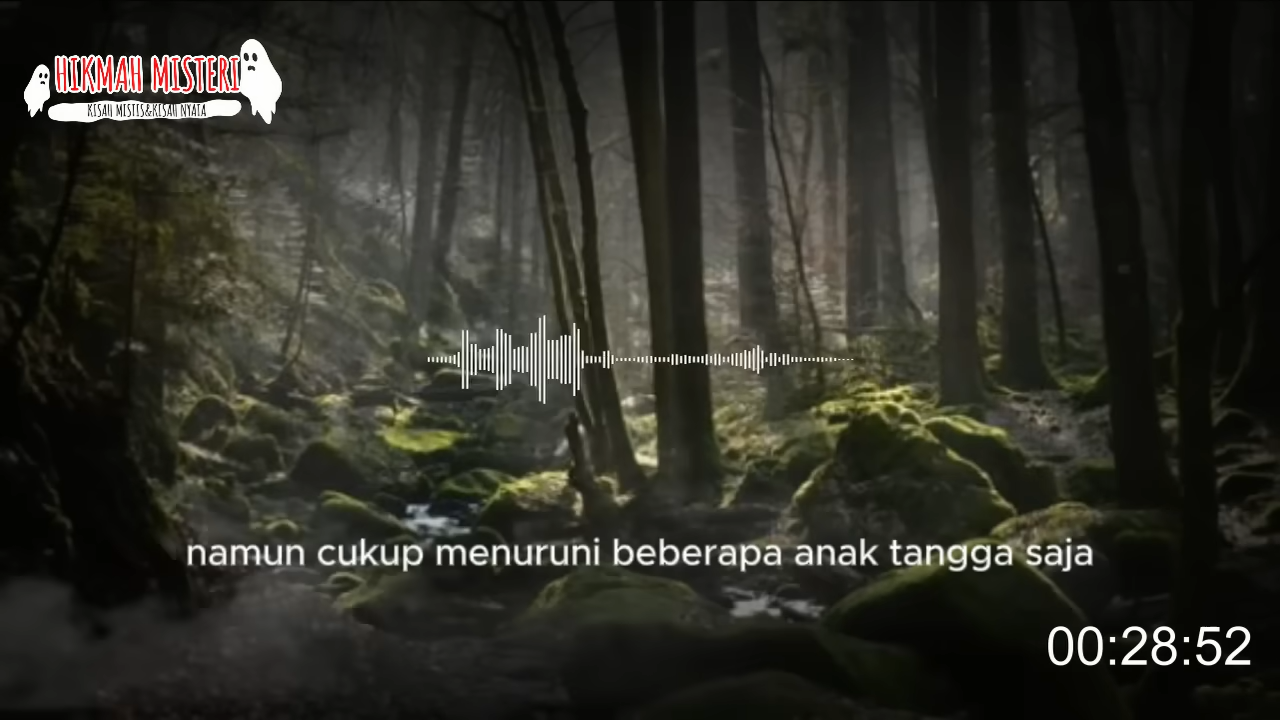 HIKMAH MISTERI
KISAH MISTIS&KISAH NYATA
namun cukup menuruni beberapa anak tangga saja
00:28:52